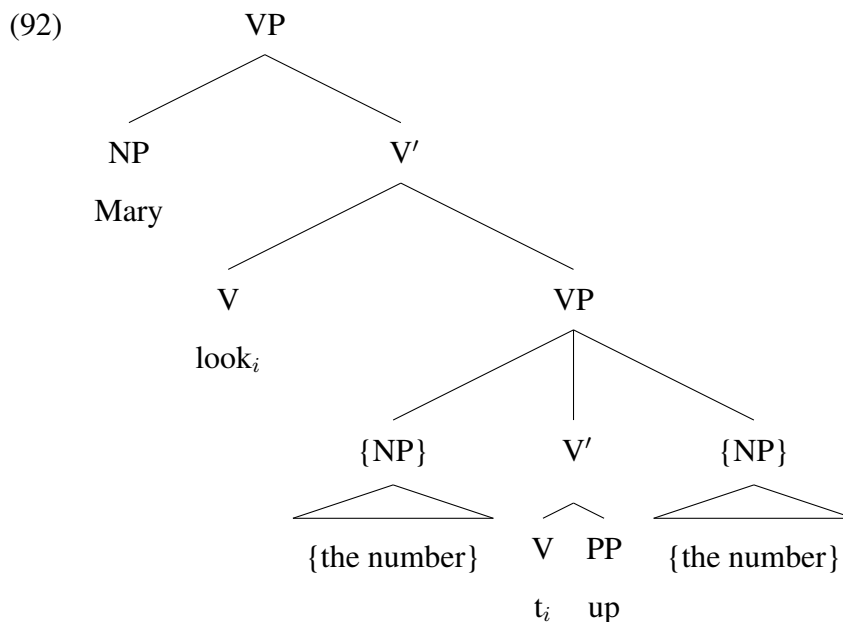 (92) VP
NP V′
Mary
V VP
look_i
{NP} V′ {NP}
{the number} V PP {the number}
t_i up